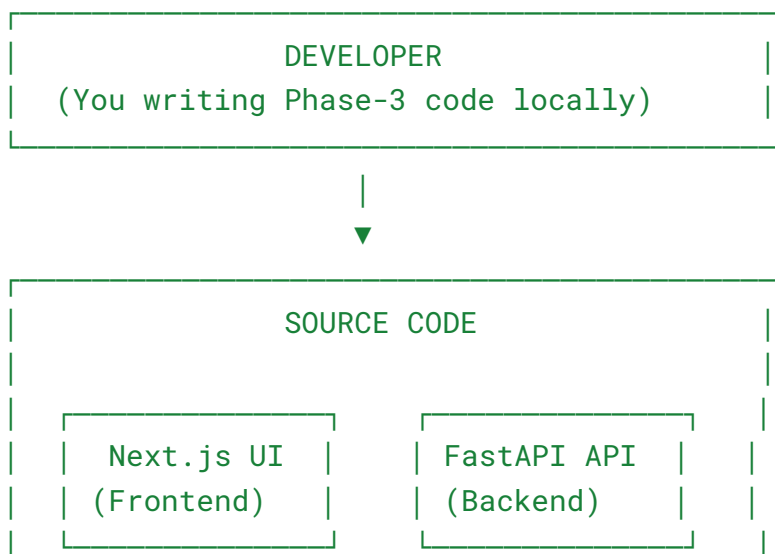 DEVELOPER
(You writing Phase-3 code locally)
SOURCE CODE
Next.js UI FastAPI API
(Frontend) (Backend)